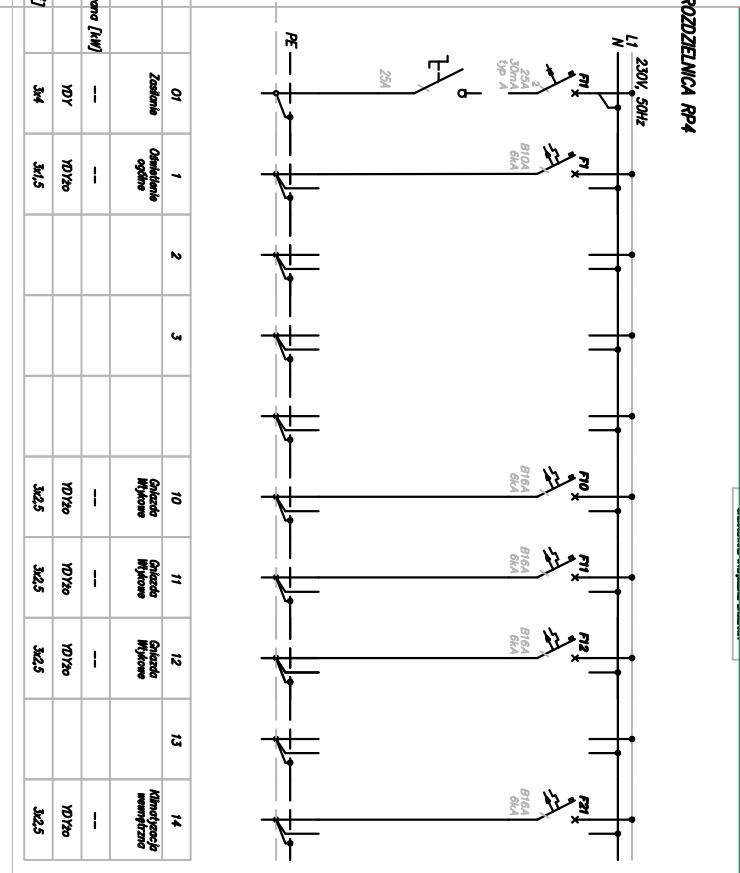 ROZDZIELNICA RP4
L1
N
230V, 50Hz
FI1
2
25A
30mA
typ A
25A
F1
B10A
6kA
F10
B16A
6kA
F11
B16A
6kA
F12
B16A
6kA
F21
B16A
6kA
PE
01
1
2
3
10
11
12
13
14
Zasilanie
Oświetlenie
ogólne
Gniazda
Wtykowe
Gniazda
Wtykowe
Gniazda
Wtykowe
Klimatyzacja
wewnętrzna
[kW]
--
--
--
--
--
--
YDY
YDYżo
YDYżo
YDYżo
YDYżo
YDYżo
3x4
3x1,5
3x2,5
3x2,5
3x2,5
3x2,5